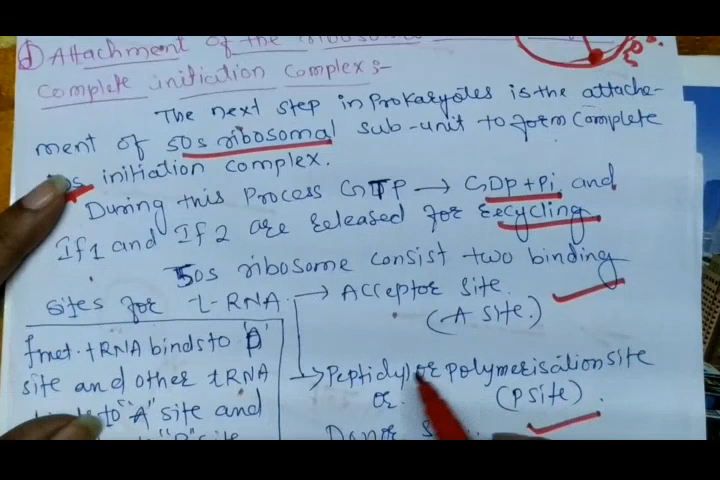 d) Attachment of the ribosomal
complete initiation complex:-
The next step in prokaryotes is the attache-
ment of 50s ribosomal sub-unit to form complete
initiation complex.
During this process GTP → GDP+Pi and
If1 and If2 are released for recycling
50s ribosome consist two binding
sites for t-RNA. → Acceptor site.
(A site.)
→ Peptidyl or polymerisation site
or (P site).
Donor
fmet.tRNA binds to 'P'
site and other tRNA
to "A" site and